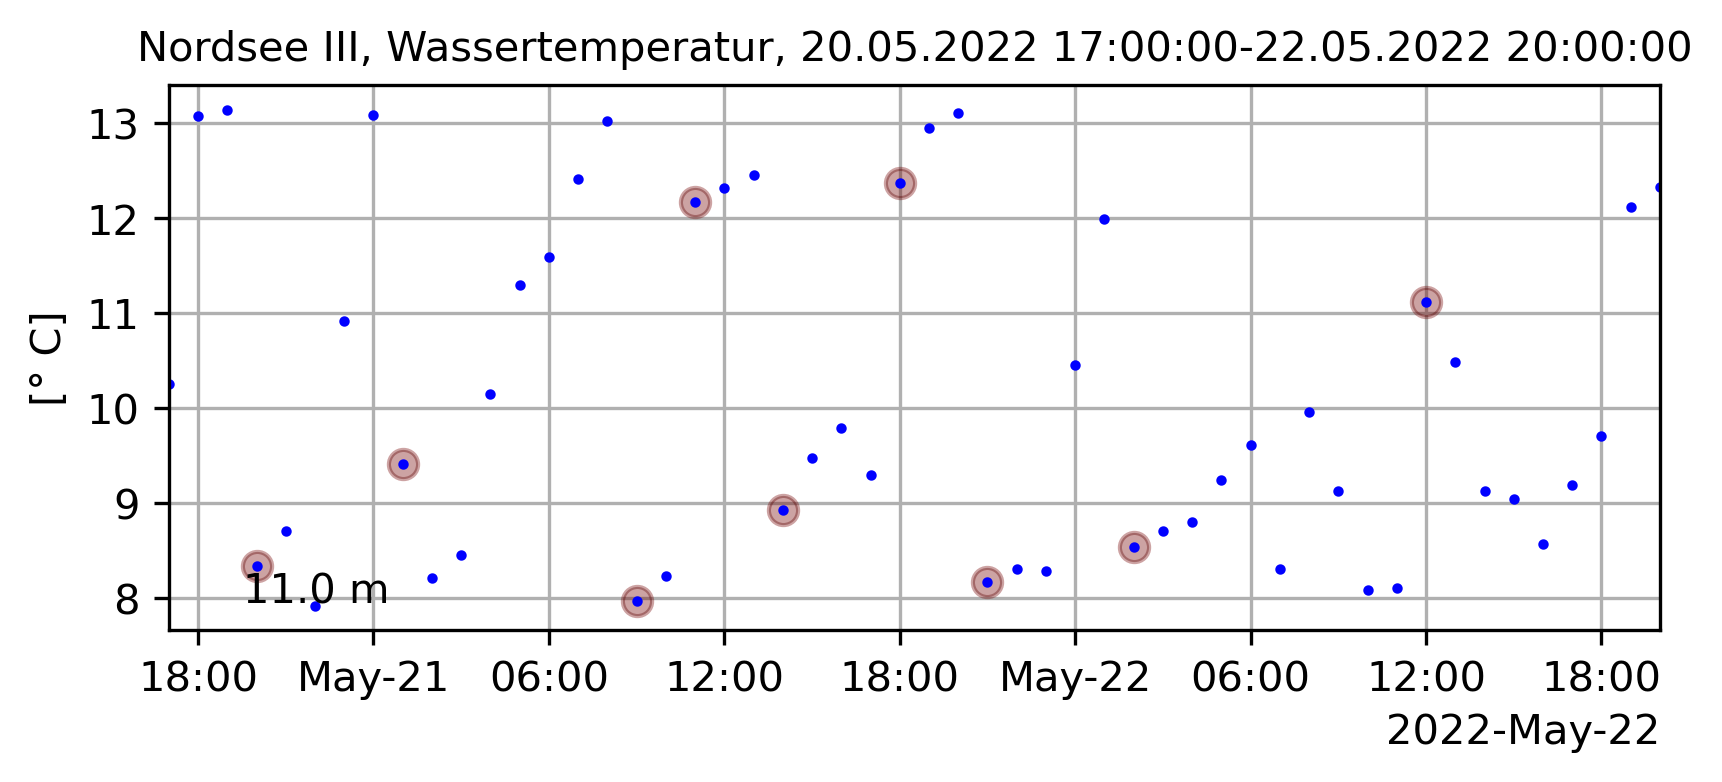 Nordsee III, Wassertemperatur, 20.05.2022 17:00:00-22.05.2022 20:00:00
13
12
11
10
9
8
[° C]
11.0 m
18:00 May-21 06:00 12:00 18:00 May-22 06:00 12:00 18:00
2022-May-22